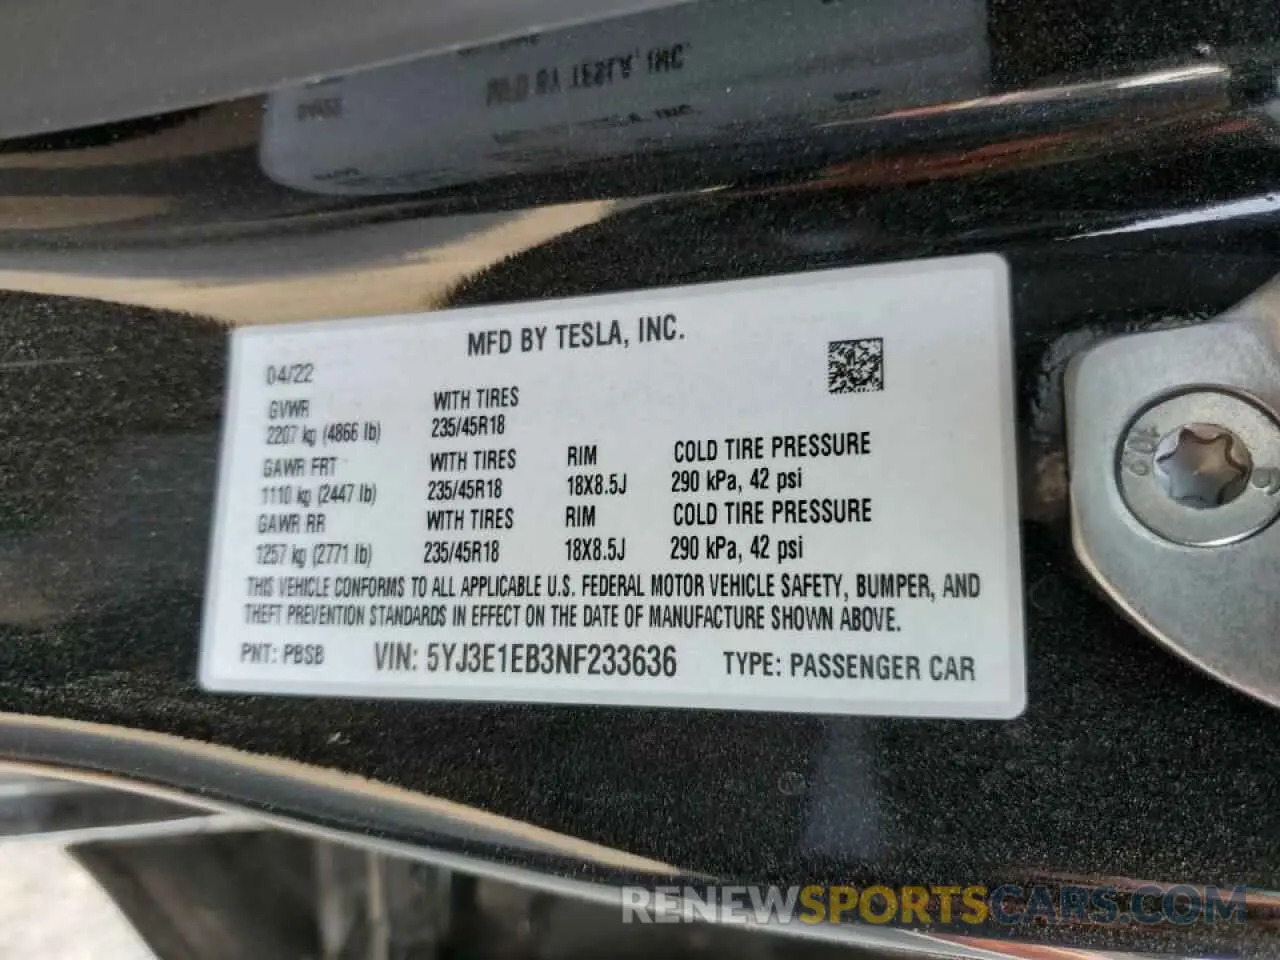 MFD BY TESLA, INC.
04/22
GVWR
2207 kg (4866 lb)
WITH TIRES
235/45R18
GAWR FRT
1110 kg (2447 lb)
WITH TIRES
235/45R18
RIM
18X8.5J
COLD TIRE PRESSURE
290 kPa, 42 psi
GAWR RR
1257 kg (2771 lb)
WITH TIRES
235/45R18
RIM
18X8.5J
COLD TIRE PRESSURE
290 kPa, 42 psi
THIS VEHICLE CONFORMS TO ALL APPLICABLE U.S. FEDERAL MOTOR VEHICLE SAFETY, BUMPER, AND
THEFT PREVENTION STANDARDS IN EFFECT ON THE DATE OF MANUFACTURE SHOWN ABOVE.
PNT: PBSB VIN: 5YJ3E1EB3NF233636 TYPE: PASSENGER CAR
RENEWSPORTSCARS.COM